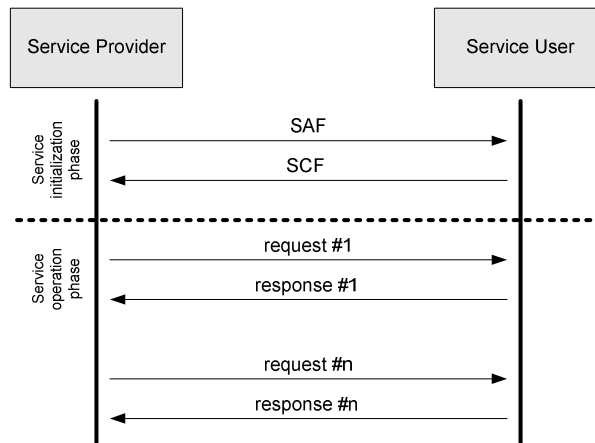 Service Provider
Service User
Service
initialization
phase
SAF
SCF
Service
operation
phase
request #1
response #1
request #n
response #n